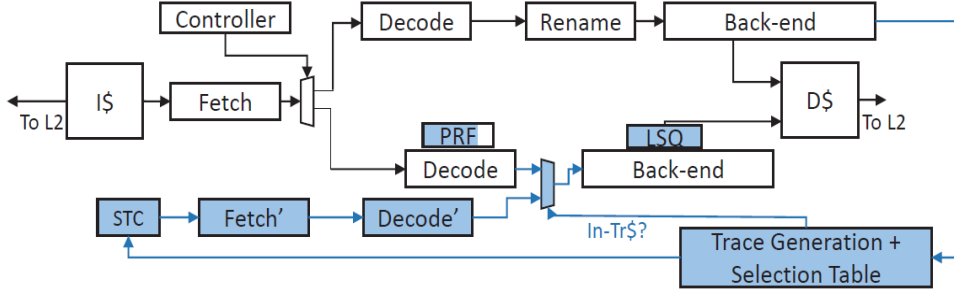 Controller
Decode
Rename
Back-end
I$
Fetch
D$
To L2
To L2
PRF
LSQ
Decode
Back-end
STC
Fetch'
Decode'
In-Tr$?
Trace Generation +
Selection Table